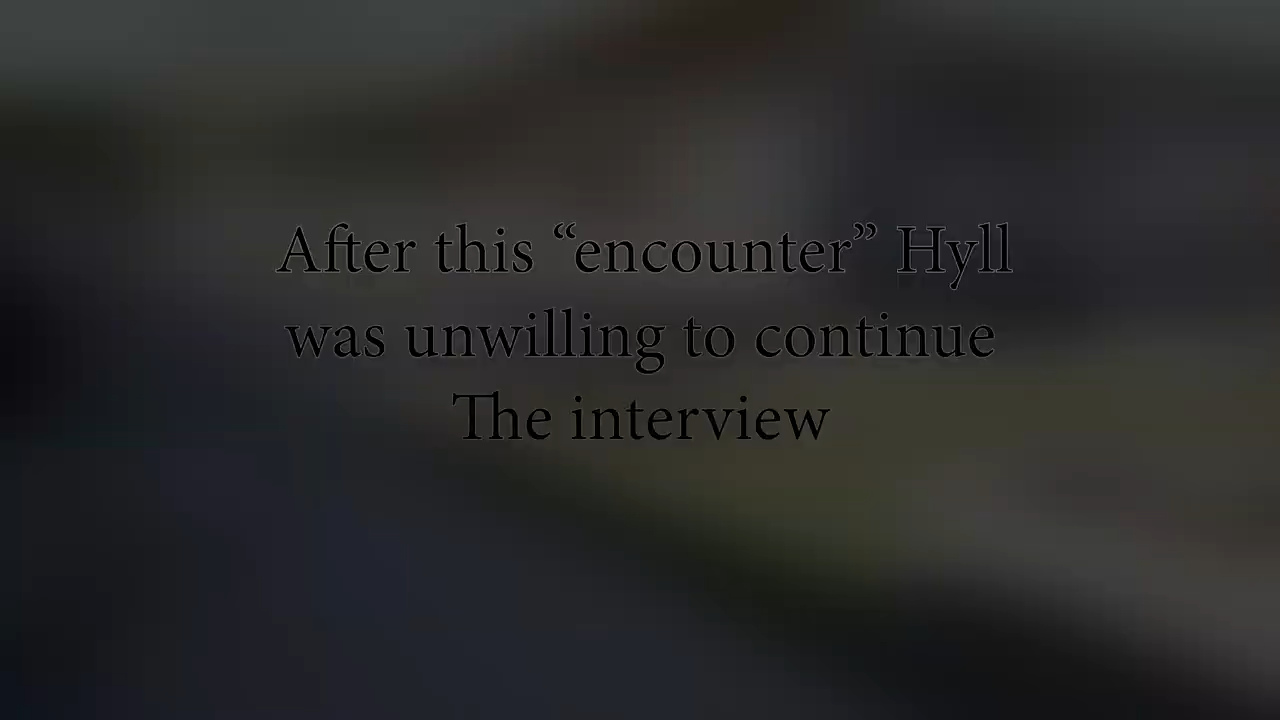 After this “encounter” Hyll
was unwilling to continue
The interview